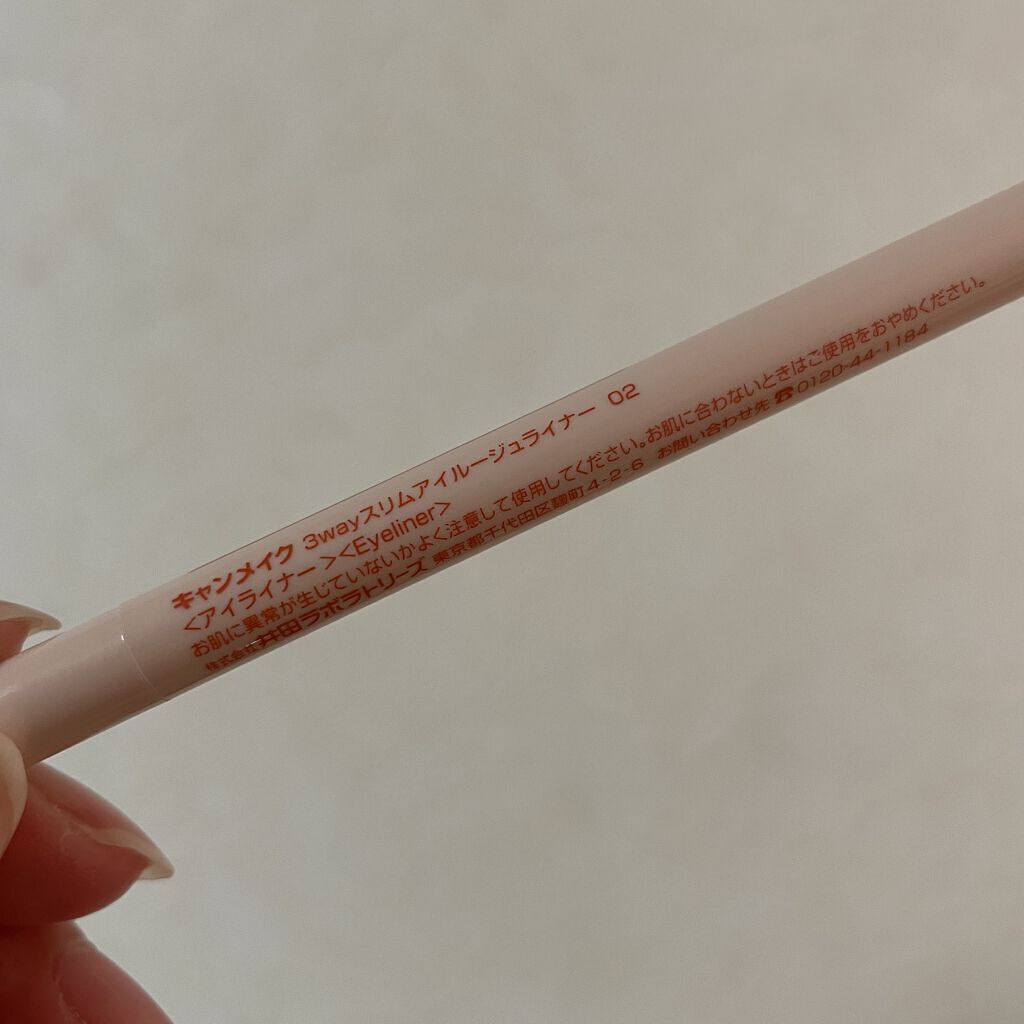 キャンメイク 3wayスリムアイルージュライナー 02
<アイライナー><Eyeliner>
お肌に異常が生じていないかよく注意して使用してください。お肌に合わないときはご使用をおやめください。
株式会社 井田ラボラトリーズ 東京都千代田区麹町4-2-6 お問い合わせ先 ☎0120-44-1184